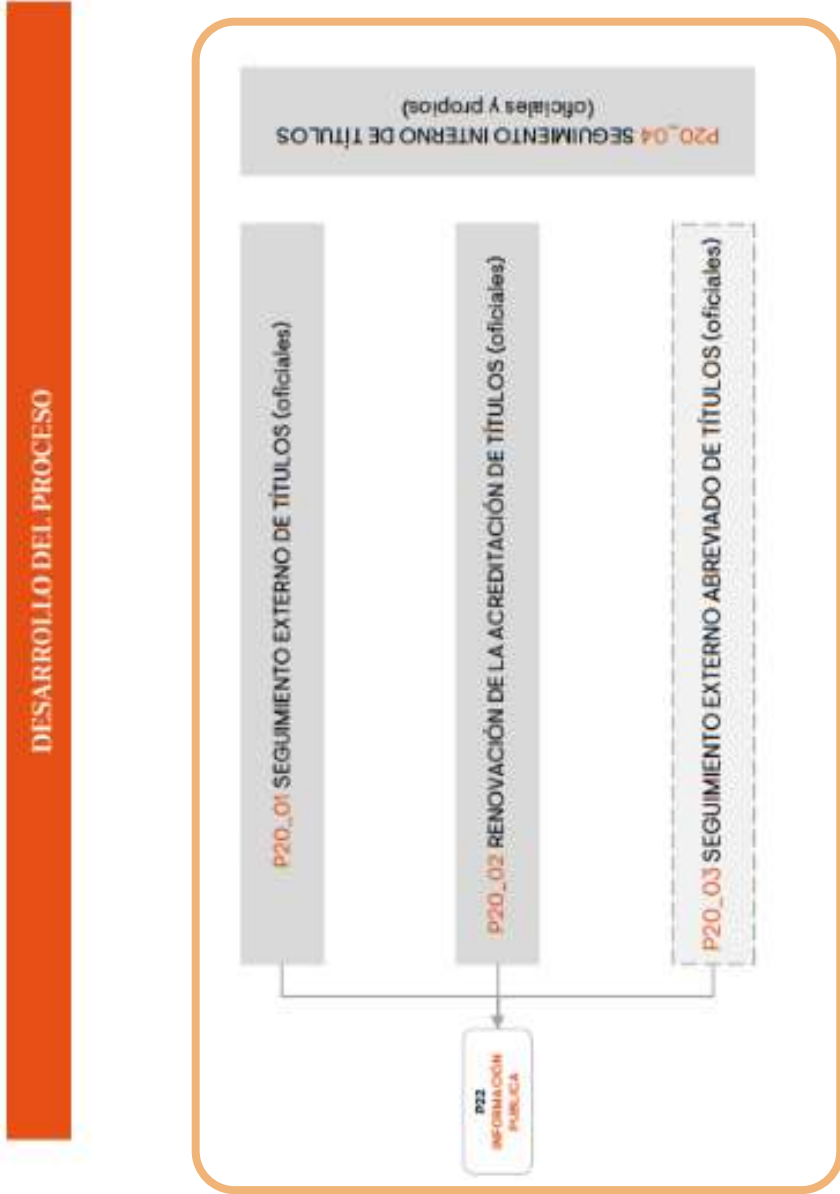 DESARROLLO DEL PROCESO
P20_04 SEGUIMIENTO INTERNO DE TÍTULOS
(oficiales y propios)
P20_01 SEGUIMIENTO EXTERNO DE TÍTULOS (oficiales)
P20_02 RENOVACIÓN DE LA ACREDITACIÓN DE TÍTULOS (oficiales)
P20_03 SEGUIMIENTO EXTERNO ABREVIADO DE TÍTULOS (oficiales)
P22
INFORMACIÓN
PUBLICA